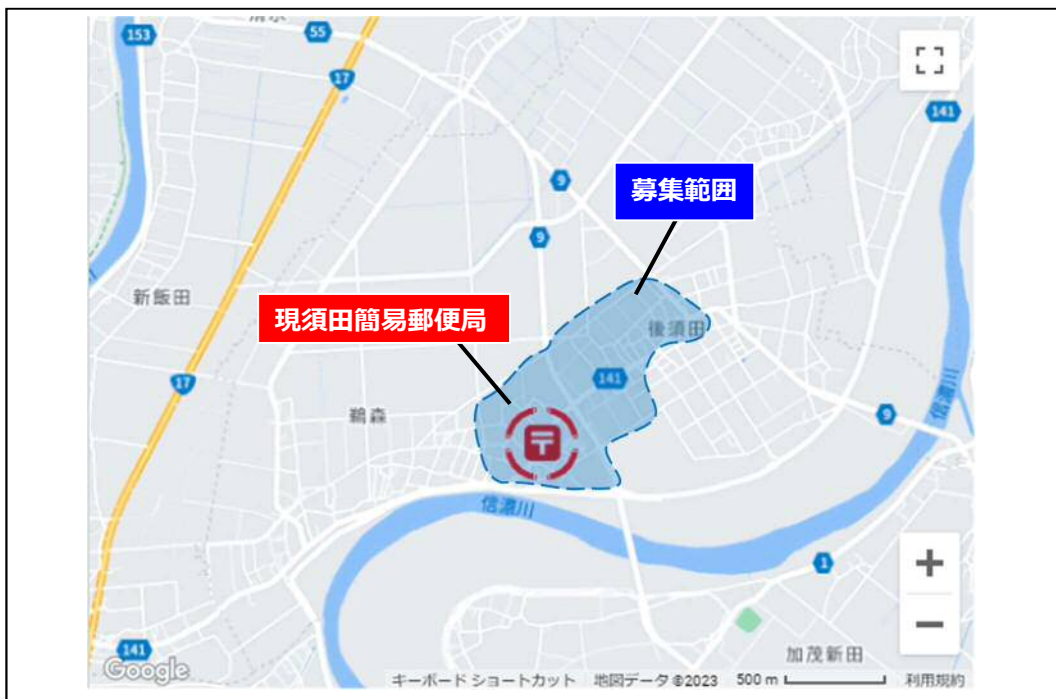 153
55
17
141
募集範囲
9
9
新飯田
現須田簡易郵便局
後須田
141
17
鵜森
〒
9
信濃川
信濃川
1
141
加茂新田
Google
キーボード ショートカット 地図データ ©2023 500 m 利用規約